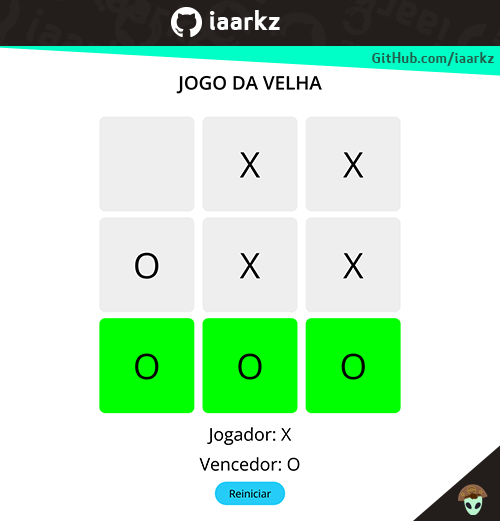 iaarkz
GitHub.com/iaarkz
JOGO DA VELHA
X X
O X X
O O O
Jogador: X
Vencedor: O
Reiniciar